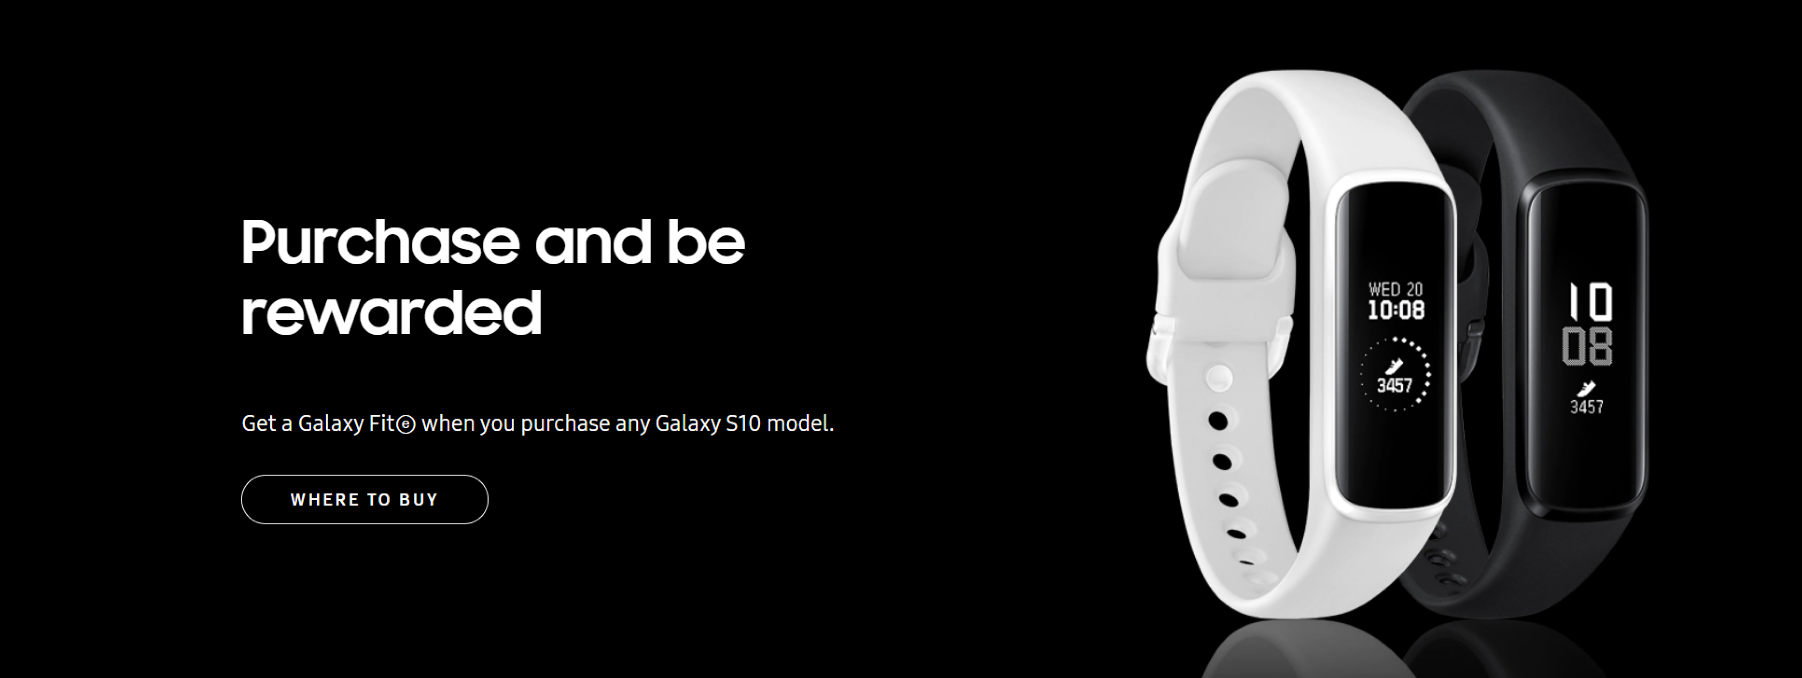 Purchase and be
rewarded
Get a Galaxy Fitⓔ when you purchase any Galaxy S10 model.
WHERE TO BUY
WED 20
10:08
3457
10
08
3457